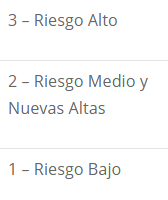 3 – Riesgo Alto
2 – Riesgo Medio y
Nuevas Altas
1 – Riesgo Bajo